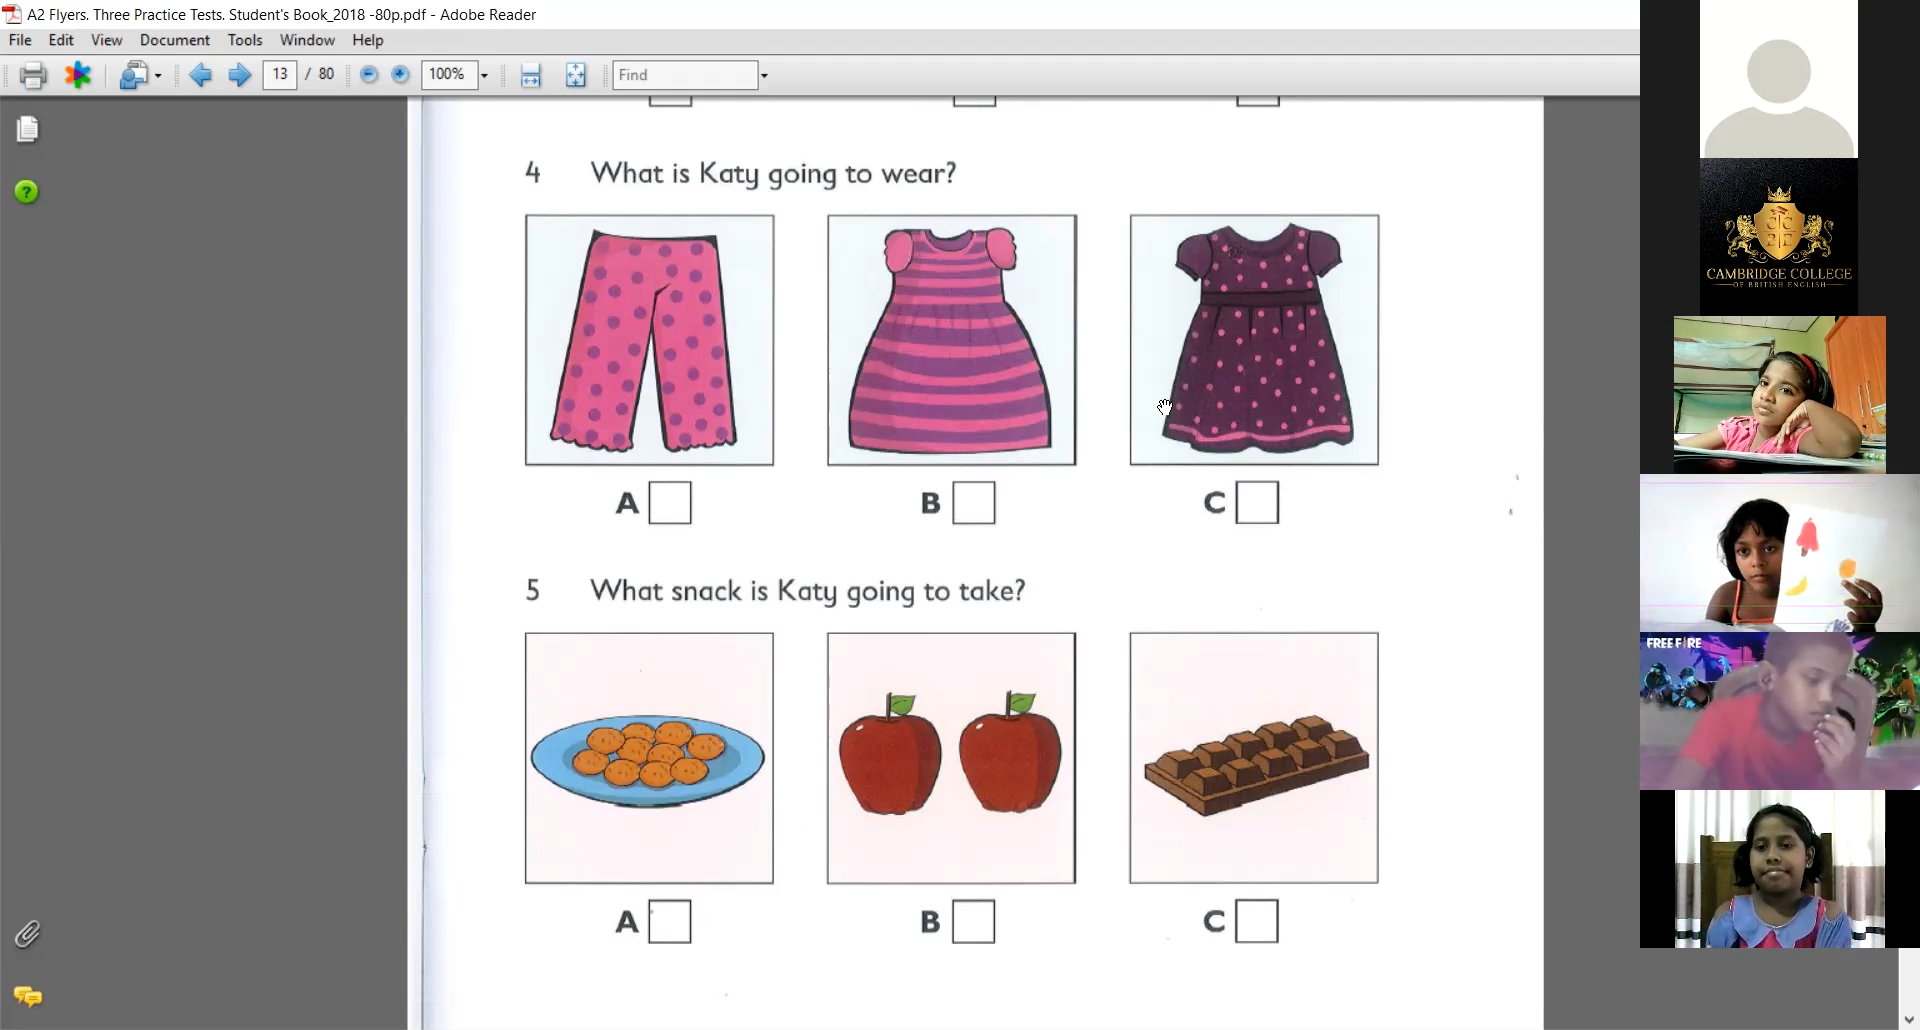 A2 Flyers. Three Practice Tests. Student's Book_2018 -80p.pdf - Adobe Reader
File Edit View Document Tools Window Help
13 / 80 100% Find
4 What is Katy going to wear?
A B C
5 What snack is Katy going to take?
A B C
CAMBRIDGE COLLEGE
OF BRITISH ENGLISH
FREE FIRE